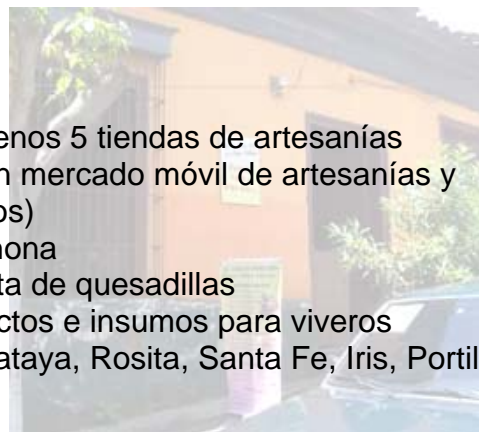 enos 5 tiendas de artesanías
n mercado móvil de artesanías y
os)
nona
ta de quesadillas
ctos e insumos para viveros
ataya, Rosita, Santa Fe, Iris, Portil